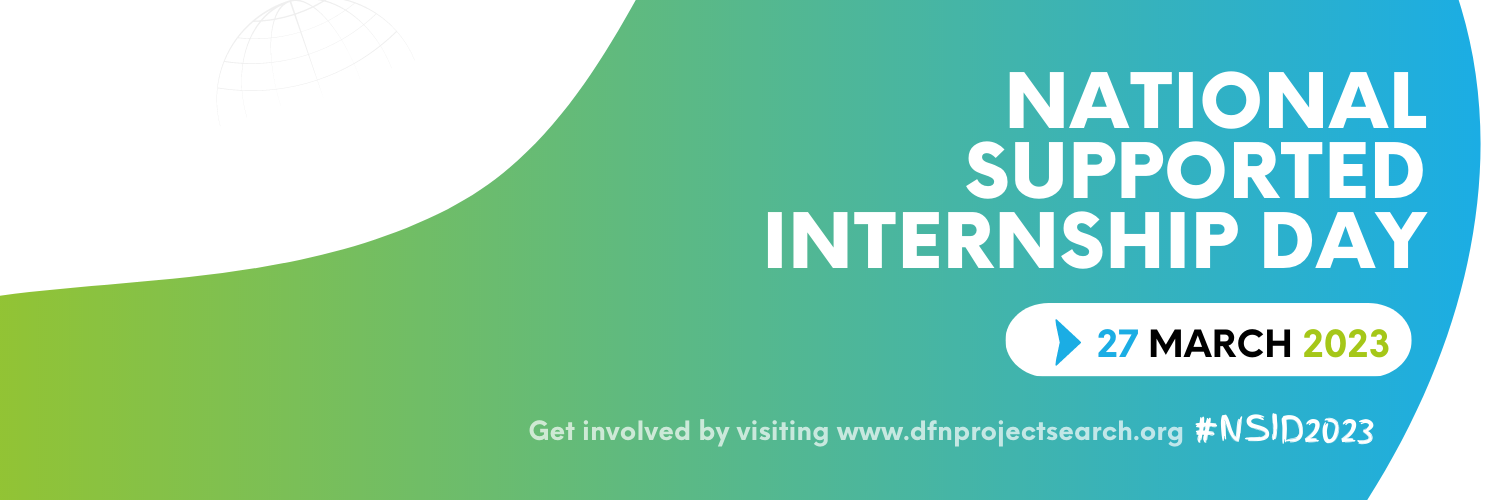 NATIONAL
SUPPORTED
INTERNSHIP DAY
27 MARCH 2023
Get involved by visiting www.dfnprojectsearch.org #NSID2023